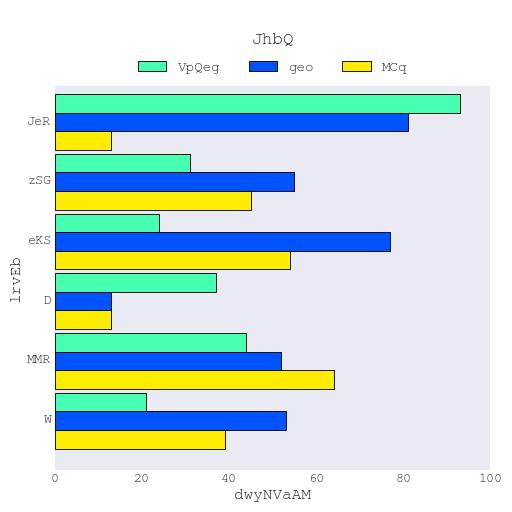 JhbQ
VpQeg geo MCq
JeR
zSG
eKS
D
MMR
W
lrvEb
0 20 40 60 80 100
dwyNVaAM